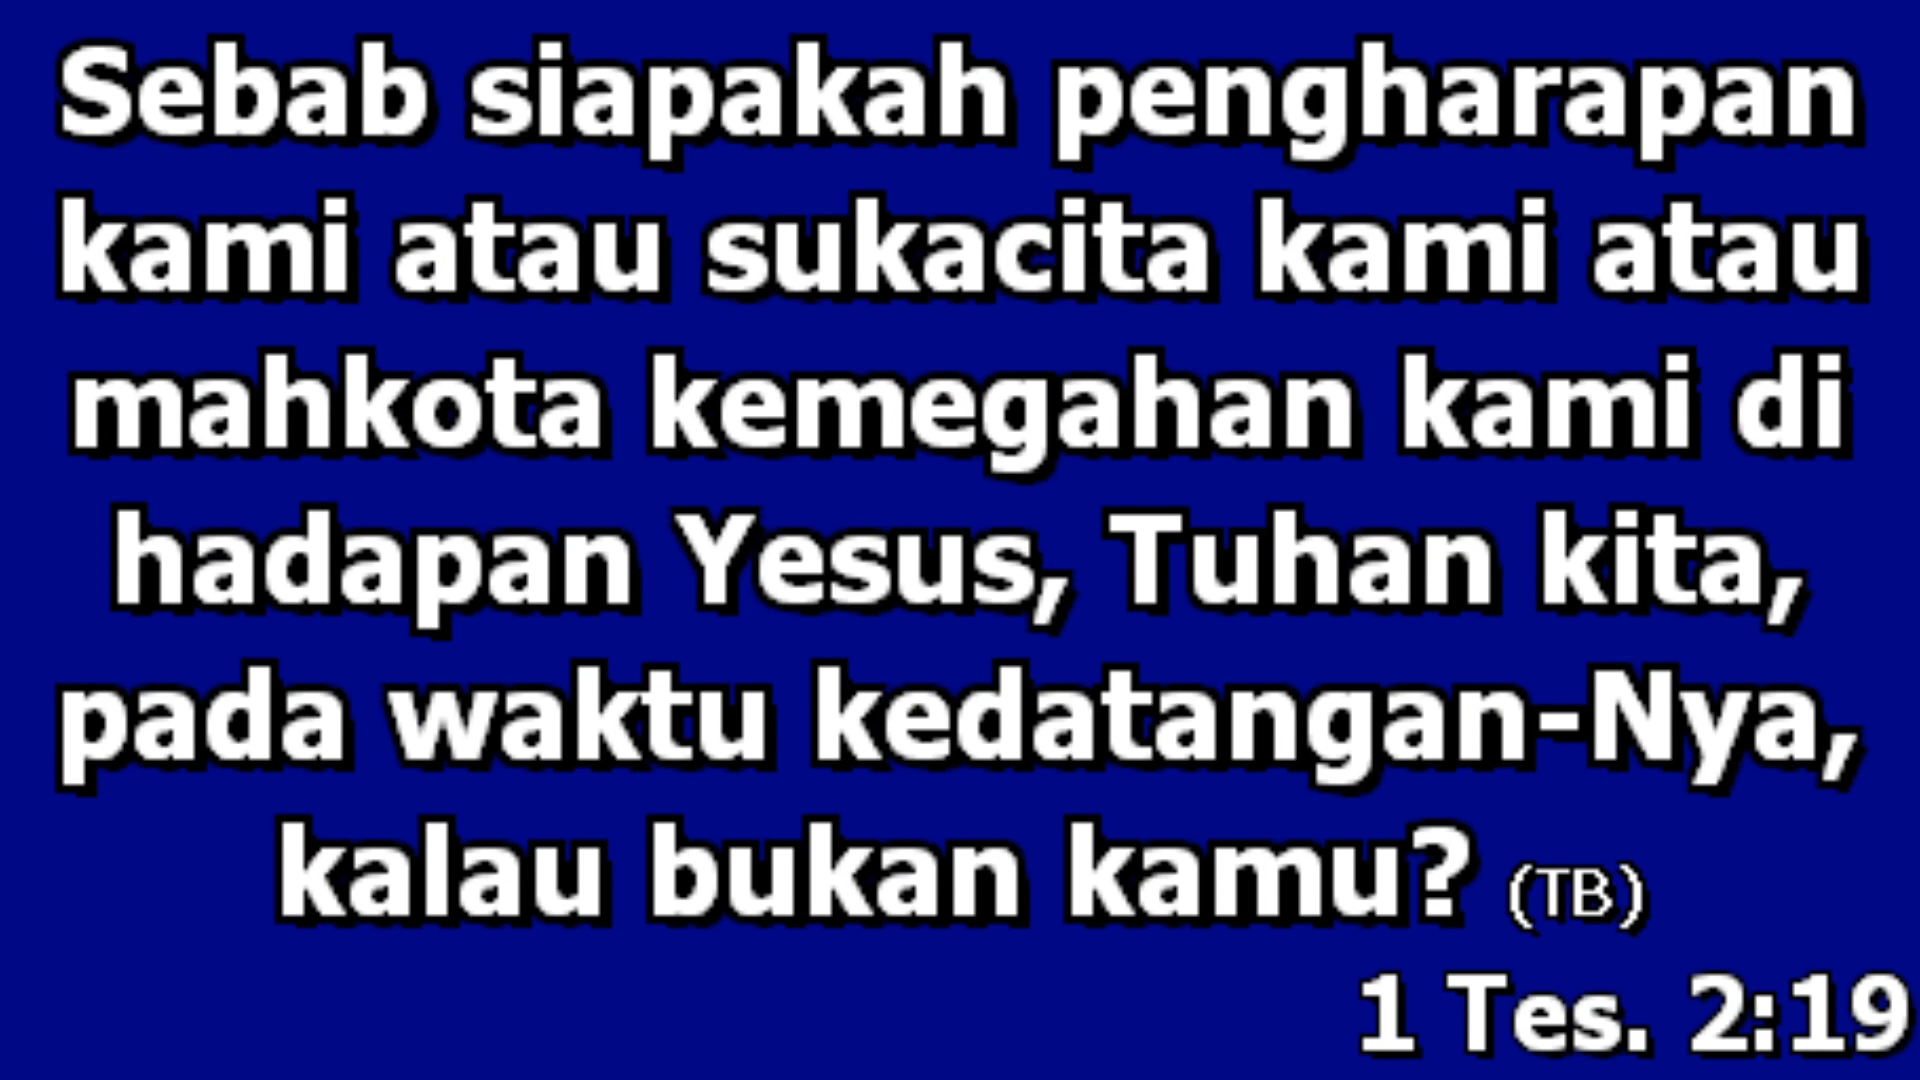 Sebab siapakah pengharapan
kami atau sukacita kami atau
mahkota kemegahan kami di
hadapan Yesus, Tuhan kita,
pada waktu kedatangan-Nya,
kalau bukan kamu? (TB)
1 Tes. 2:19